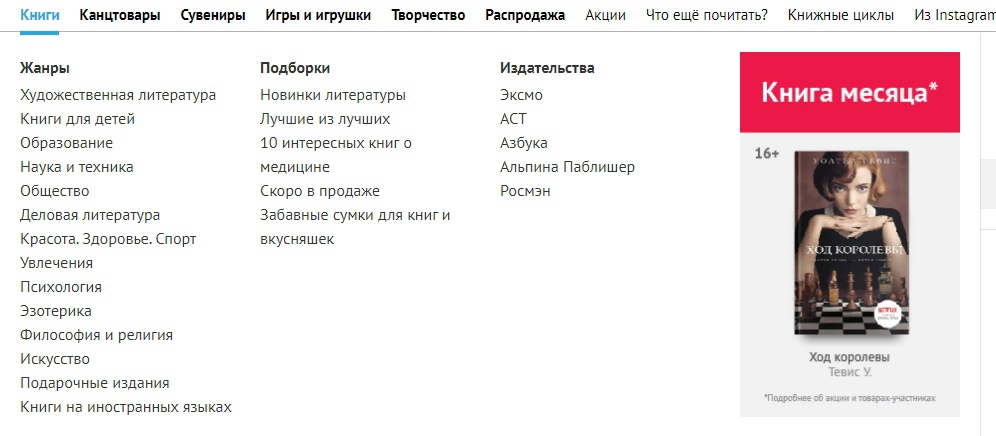 Книги Канцтовары Сувениры Игры и игрушки Творчество Распродажа Акции Что ещё почитать? Книжные циклы Из Instagram
Жанры
Художественная литература
Книги для детей
Образование
Наука и техника
Общество
Деловая литература
Красота. Здоровье. Спорт
Увлечения
Психология
Эзотерика
Философия и религия
Искусство
Подарочные издания
Книги на иностранных языках
Подборки
Новинки литературы
Лучшие из лучших
10 интересных книг о
медицине
Скоро в продаже
Забавные сумки для книг и
вкусняшек
Издательства
Эксмо
АСТ
Азбука
Альпина Паблишер
Росмэн
Книга месяца*
16+
УОЛТЕР ТЕВИС
ХОД КОРОЛЕВЫ
NETFLIX
Ход королевы
Тевис У.
*Подробнее об акции и товарах-участниках